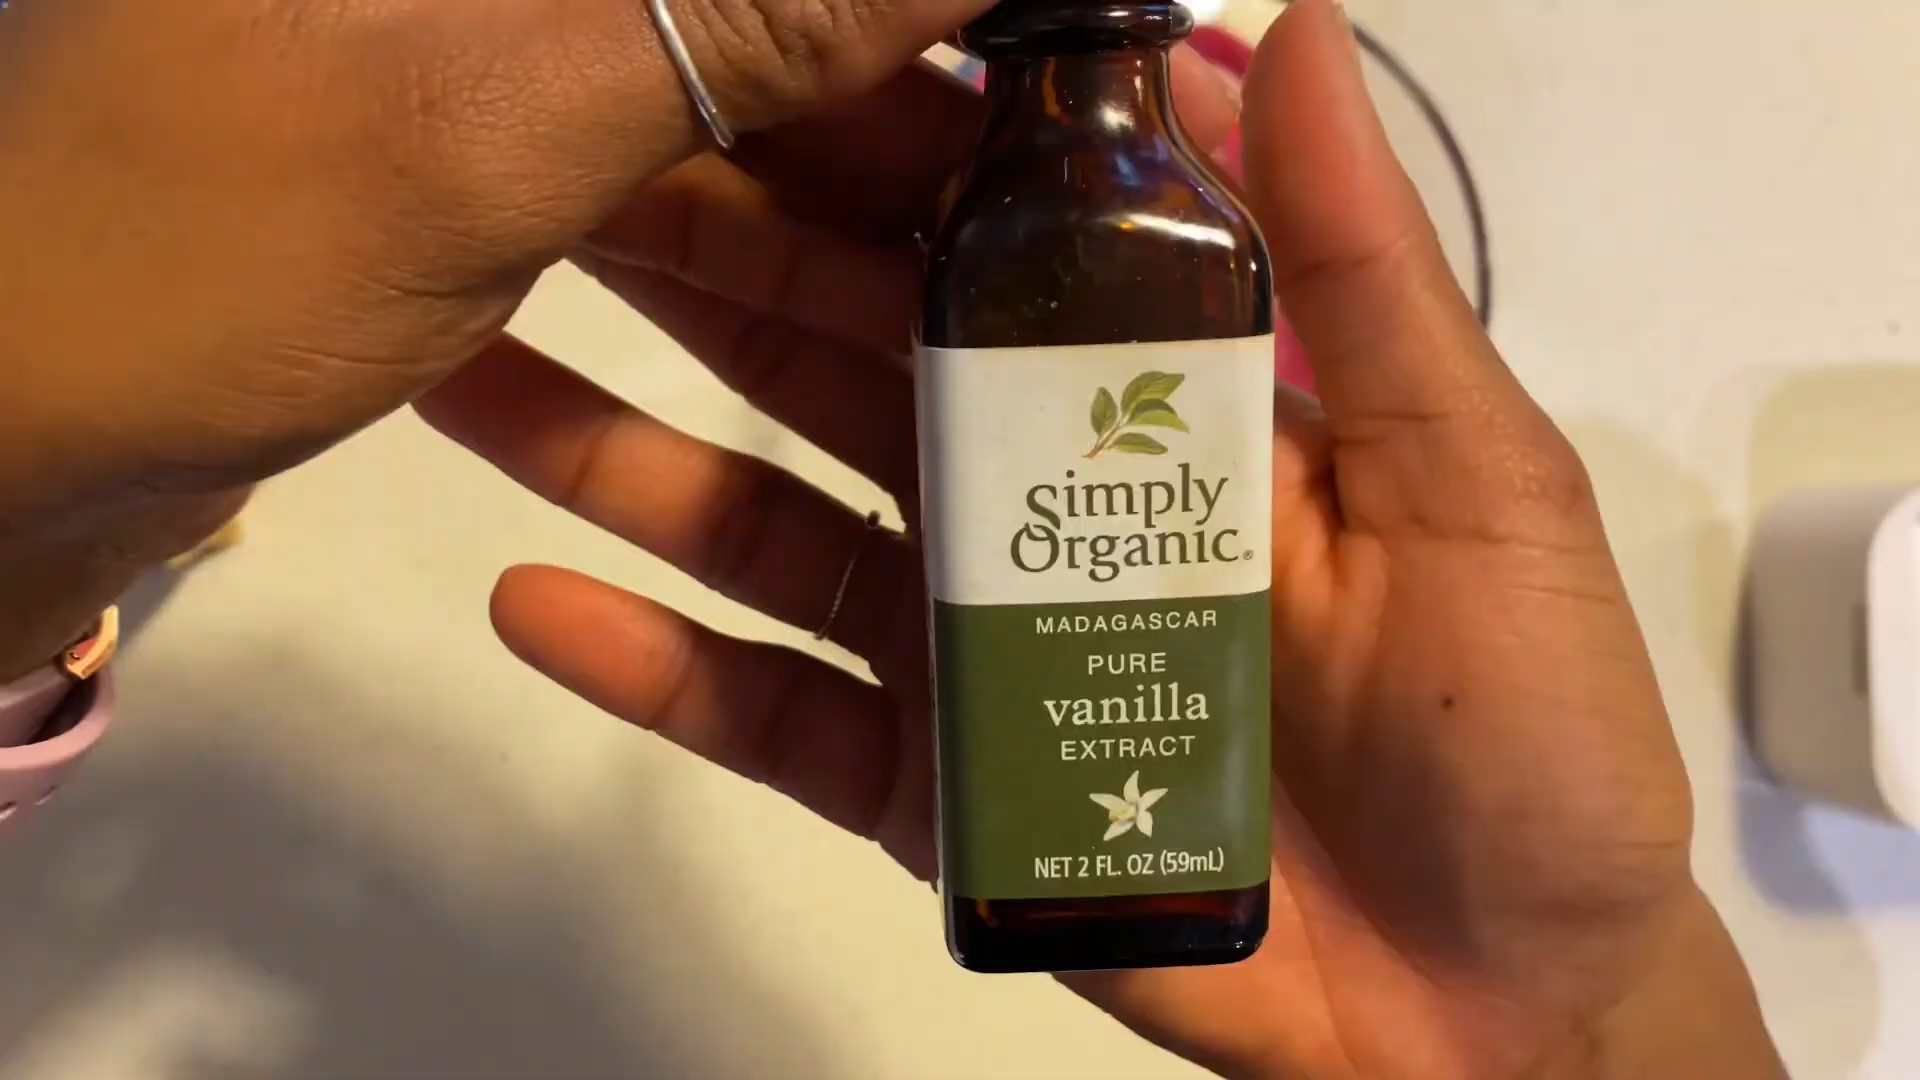 Simply
Organic®
MADAGASCAR
PURE
vanilla
EXTRACT
NET 2 FL. OZ (59mL)